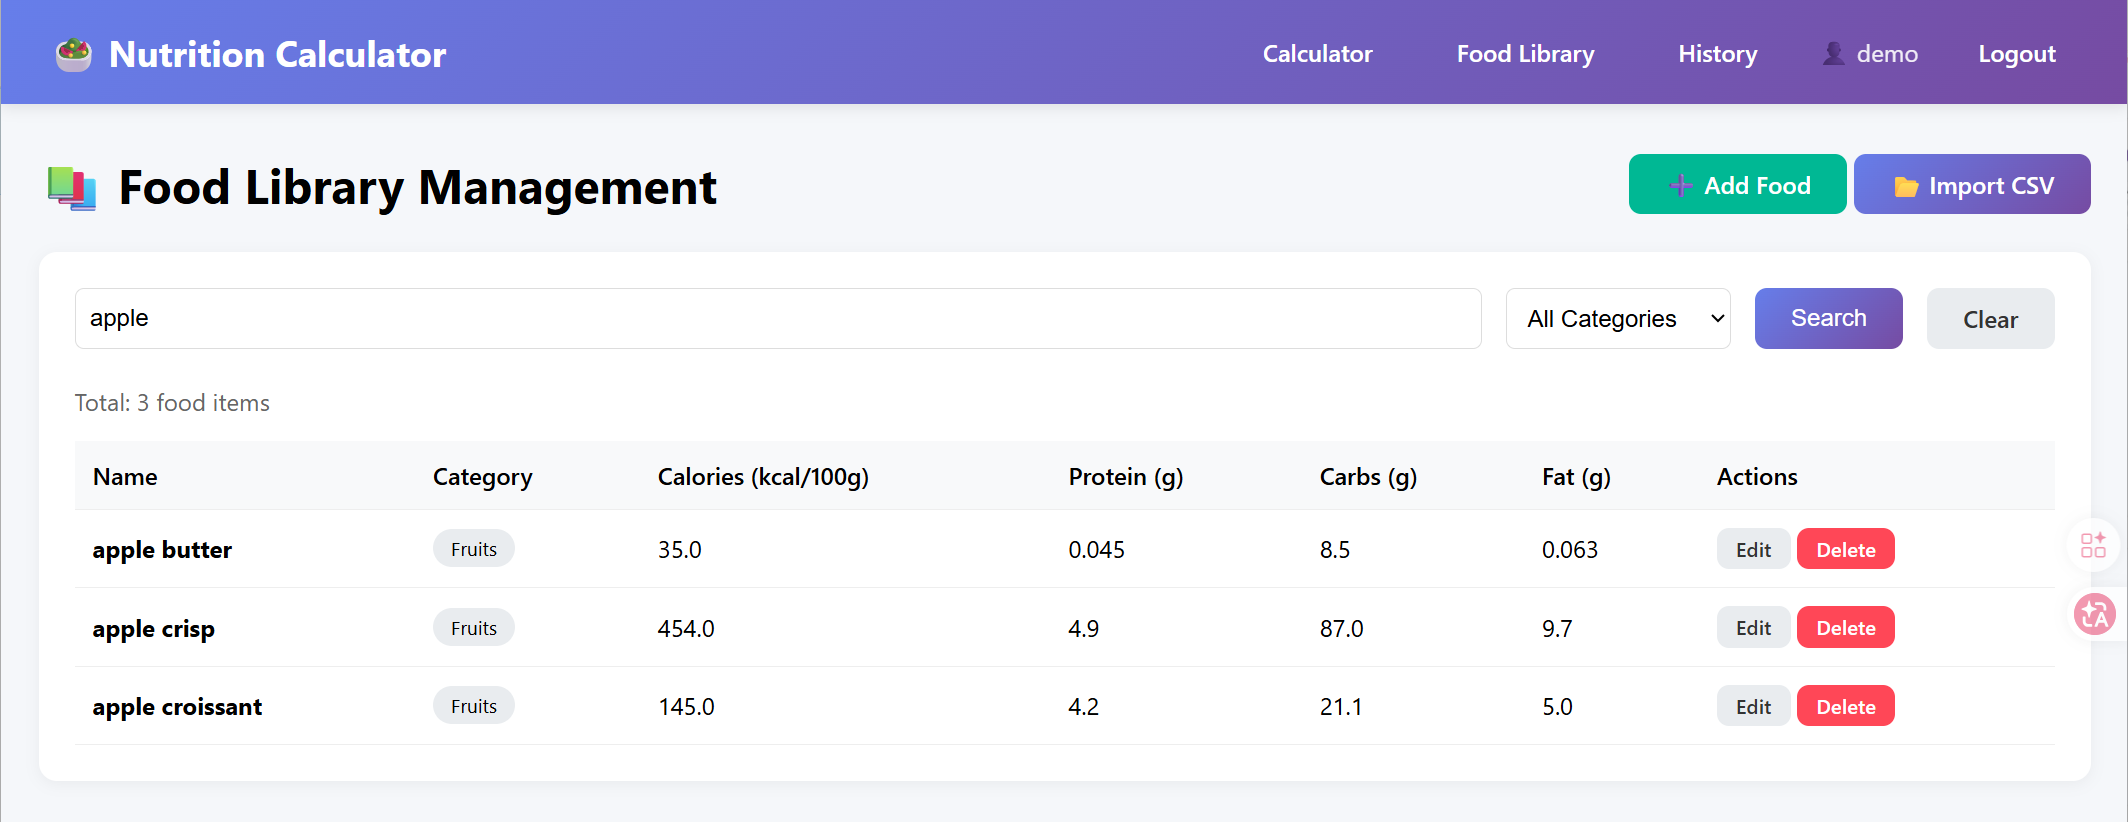 Nutrition Calculator
Calculator Food Library History demo Logout
Food Library Management
Add Food Import CSV
apple All Categories Search Clear
Total: 3 food items
Name Category Calories (kcal/100g) Protein (g) Carbs (g) Fat (g) Actions
apple butter Fruits 35.0 0.045 8.5 0.063 Edit Delete
apple crisp Fruits 454.0 4.9 87.0 9.7 Edit Delete
apple croissant Fruits 145.0 4.2 21.1 5.0 Edit Delete